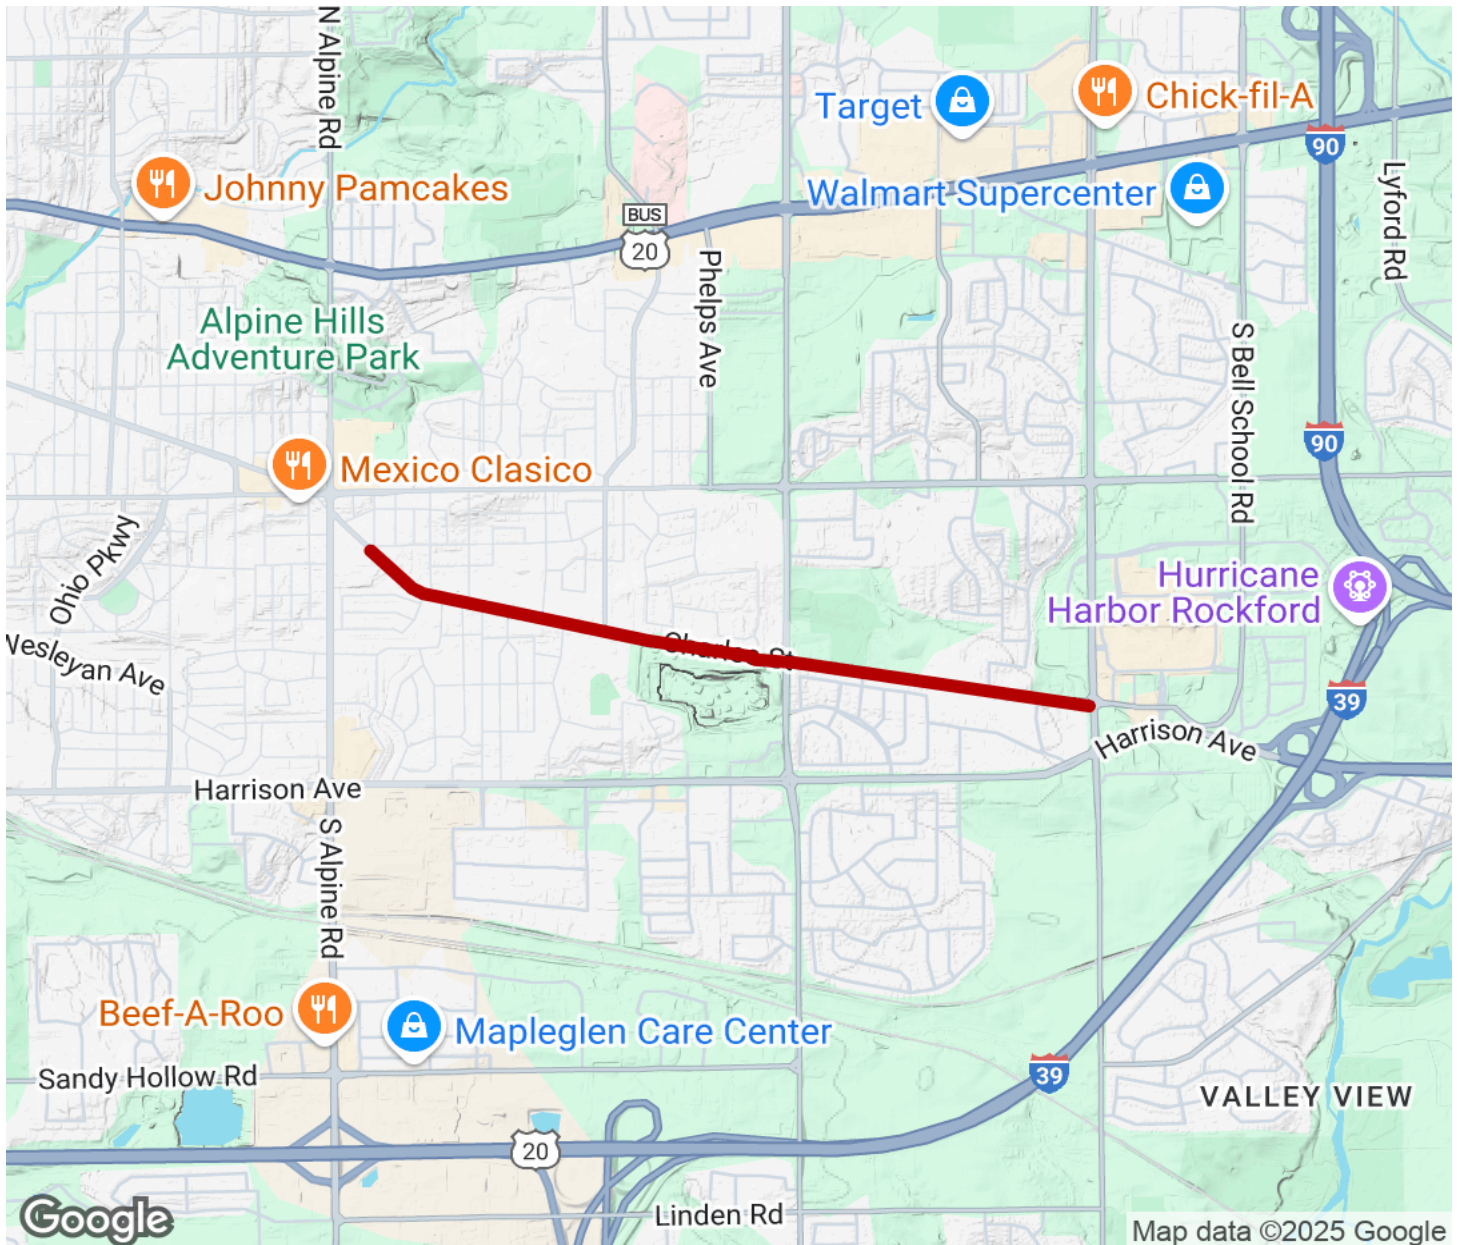 N Alpine Rd
Target
Chick-fil-A
90
Johnny Pamcakes
Walmart Supercenter
BUS
20
Lyford Rd
Phelps Ave
Alpine Hills
Adventure Park
S Bell School Rd
90
Mexico Clasico
Ohio Pkwy
Hurricane
Harbor Rockford
Wesleyan Ave
Charles St
39
Harrison Ave
Harrison Ave
S Alpine Rd
Beef-A-Roo
Mapleglen Care Center
Sandy Hollow Rd
39
VALLEY VIEW
20
Linden Rd
Google
Map data ©2025 Google